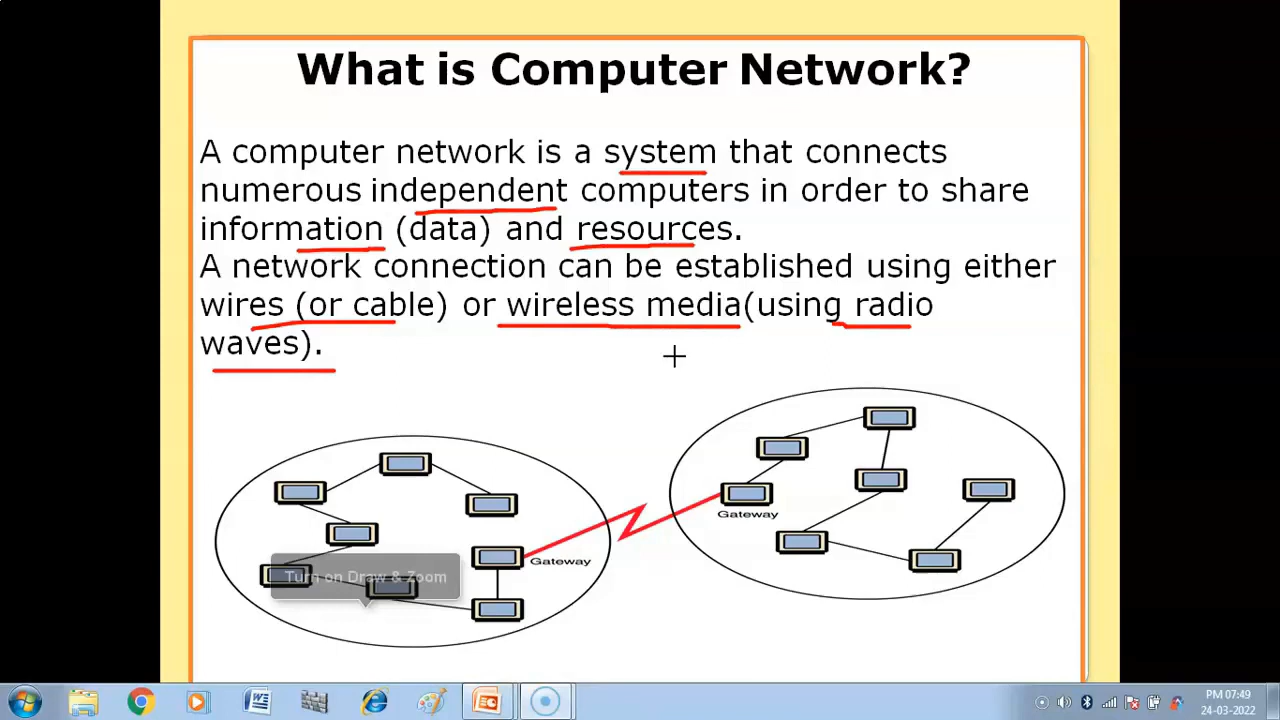 What is Computer Network?
A computer network is a system that connects
numerous independent computers in order to share
information (data) and resources.
A network connection can be established using either
wires (or cable) or wireless media(using radio
waves).
Gateway
Gateway
Turn on Draw & Zoom
PM 07:49
24-03-2022